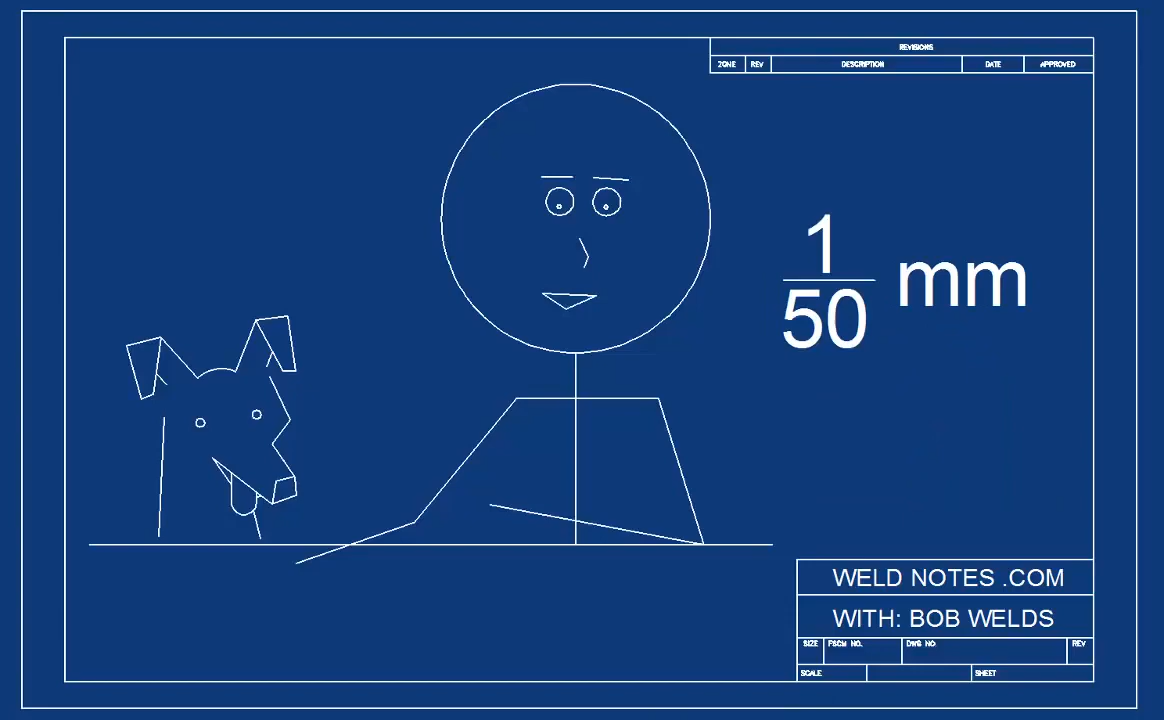 REVISIONS
ZONE REV DESCRIPTION DATE APPROVED
1
50
mm
WELD NOTES .COM
WITH: BOB WELDS
SIZE FSCM NO. DWG NO REV
SCALE SHEET